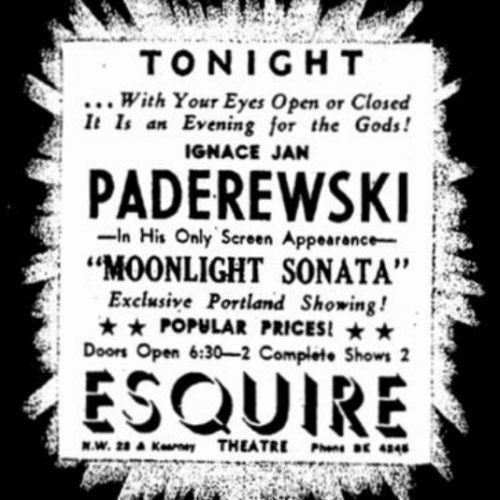 TONIGHT
...With Your Eyes Open or Closed
It Is an Evening for the Gods!
IGNACE JAN
PADEREWSKI
—In His Only Screen Appearance—
"MOONLIGHT SONATA"
Exclusive Portland Showing!
★ ★ POPULAR PRICES! ★ ★
Doors Open 6:30—2 Complete Shows 2
ESQUIRE
N.W. 23 & Kearney THEATRE Phone BE